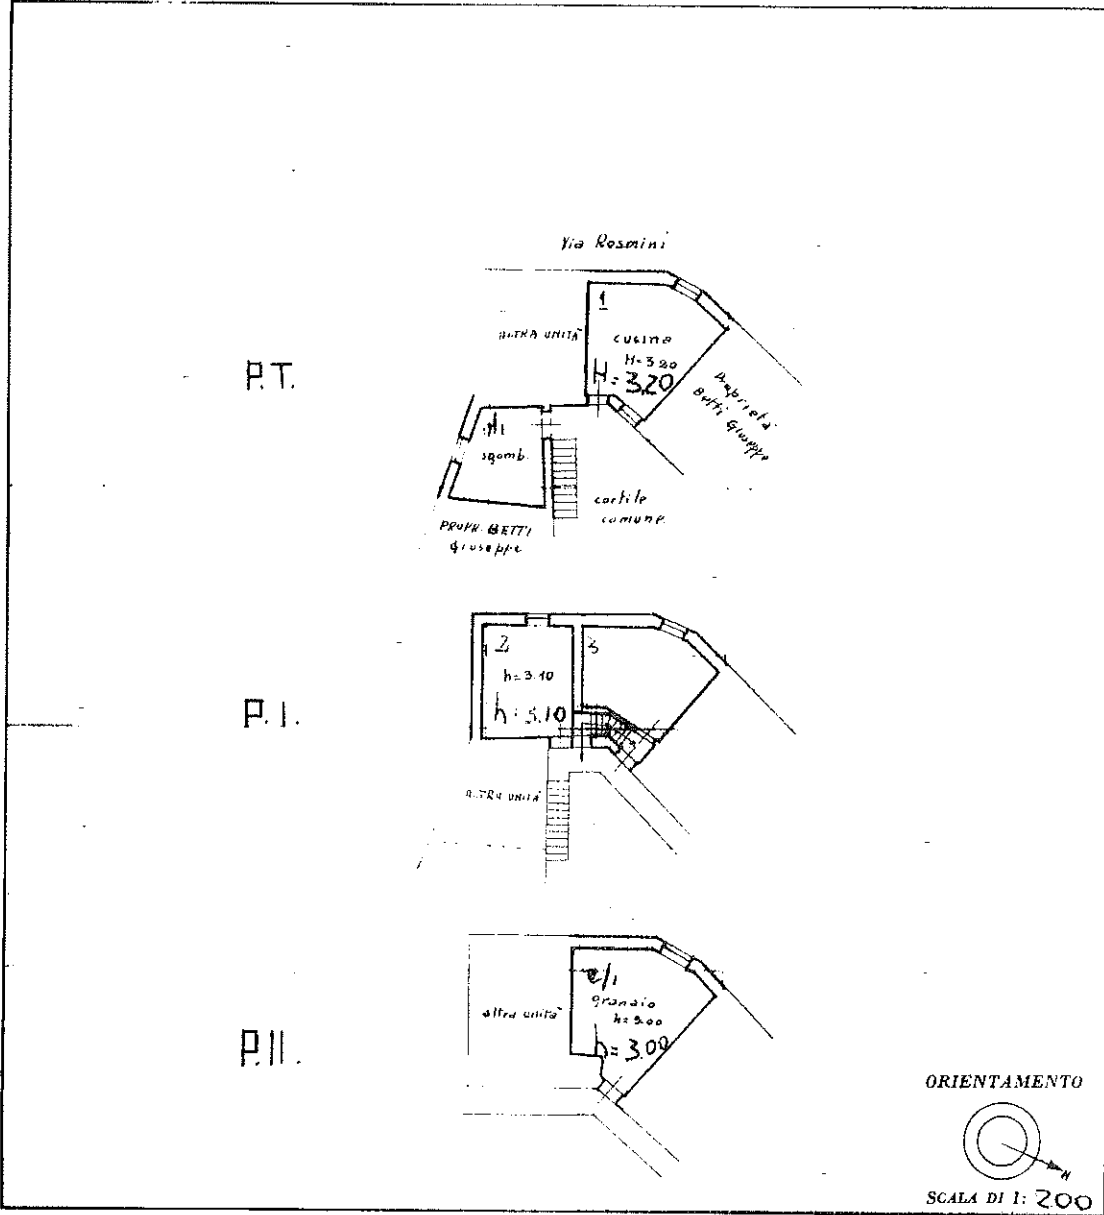 Via Rosmini
P.T.
ALTRA UNITÀ
1
cucina
H=3.20
H=3.20
Proprietà
Betti Giuseppe
sgomb.
cortile
comune
PROPR. BETTI
Giuseppe
P.I.
2
h=3.10
h=3.10
3
ALTRA UNITÀ
P.II.
altra unità
granaio
h=3.00
h=3.00
ORIENTAMENTO
N
SCALA DI 1: 200